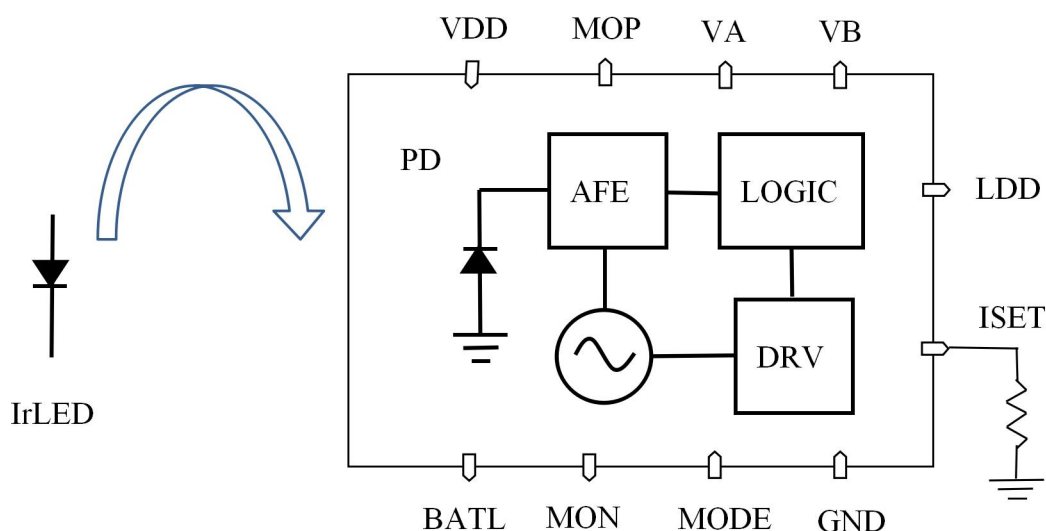 VDD MOP VA VB
PD
AFE LOGIC
LDD
ISET
DRV
IrLED
BATL MON MODE GND